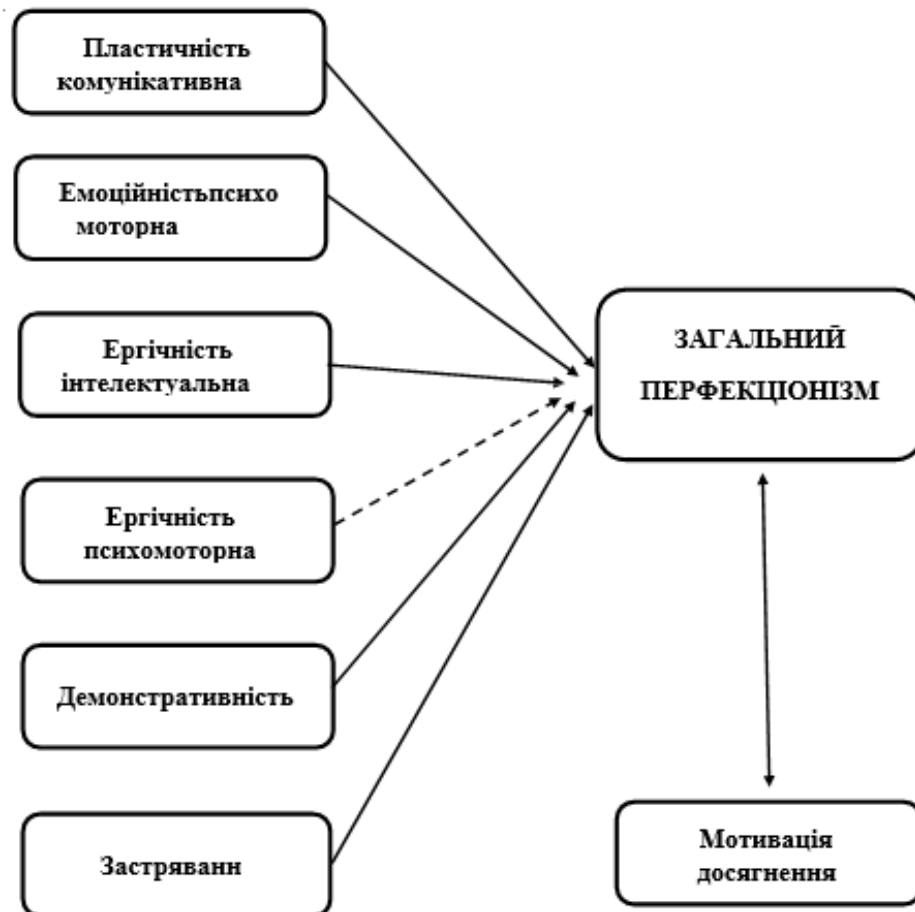 Пластичність
комунікативна
Емоційністьпсихо
моторна
Ергічність
інтелектуальна
Ергічність
психомоторна
Демонстративність
Застряванн
ЗАГАЛЬНИЙ
ПЕРФЕКЦІОНІЗМ
Мотивація
досягнення